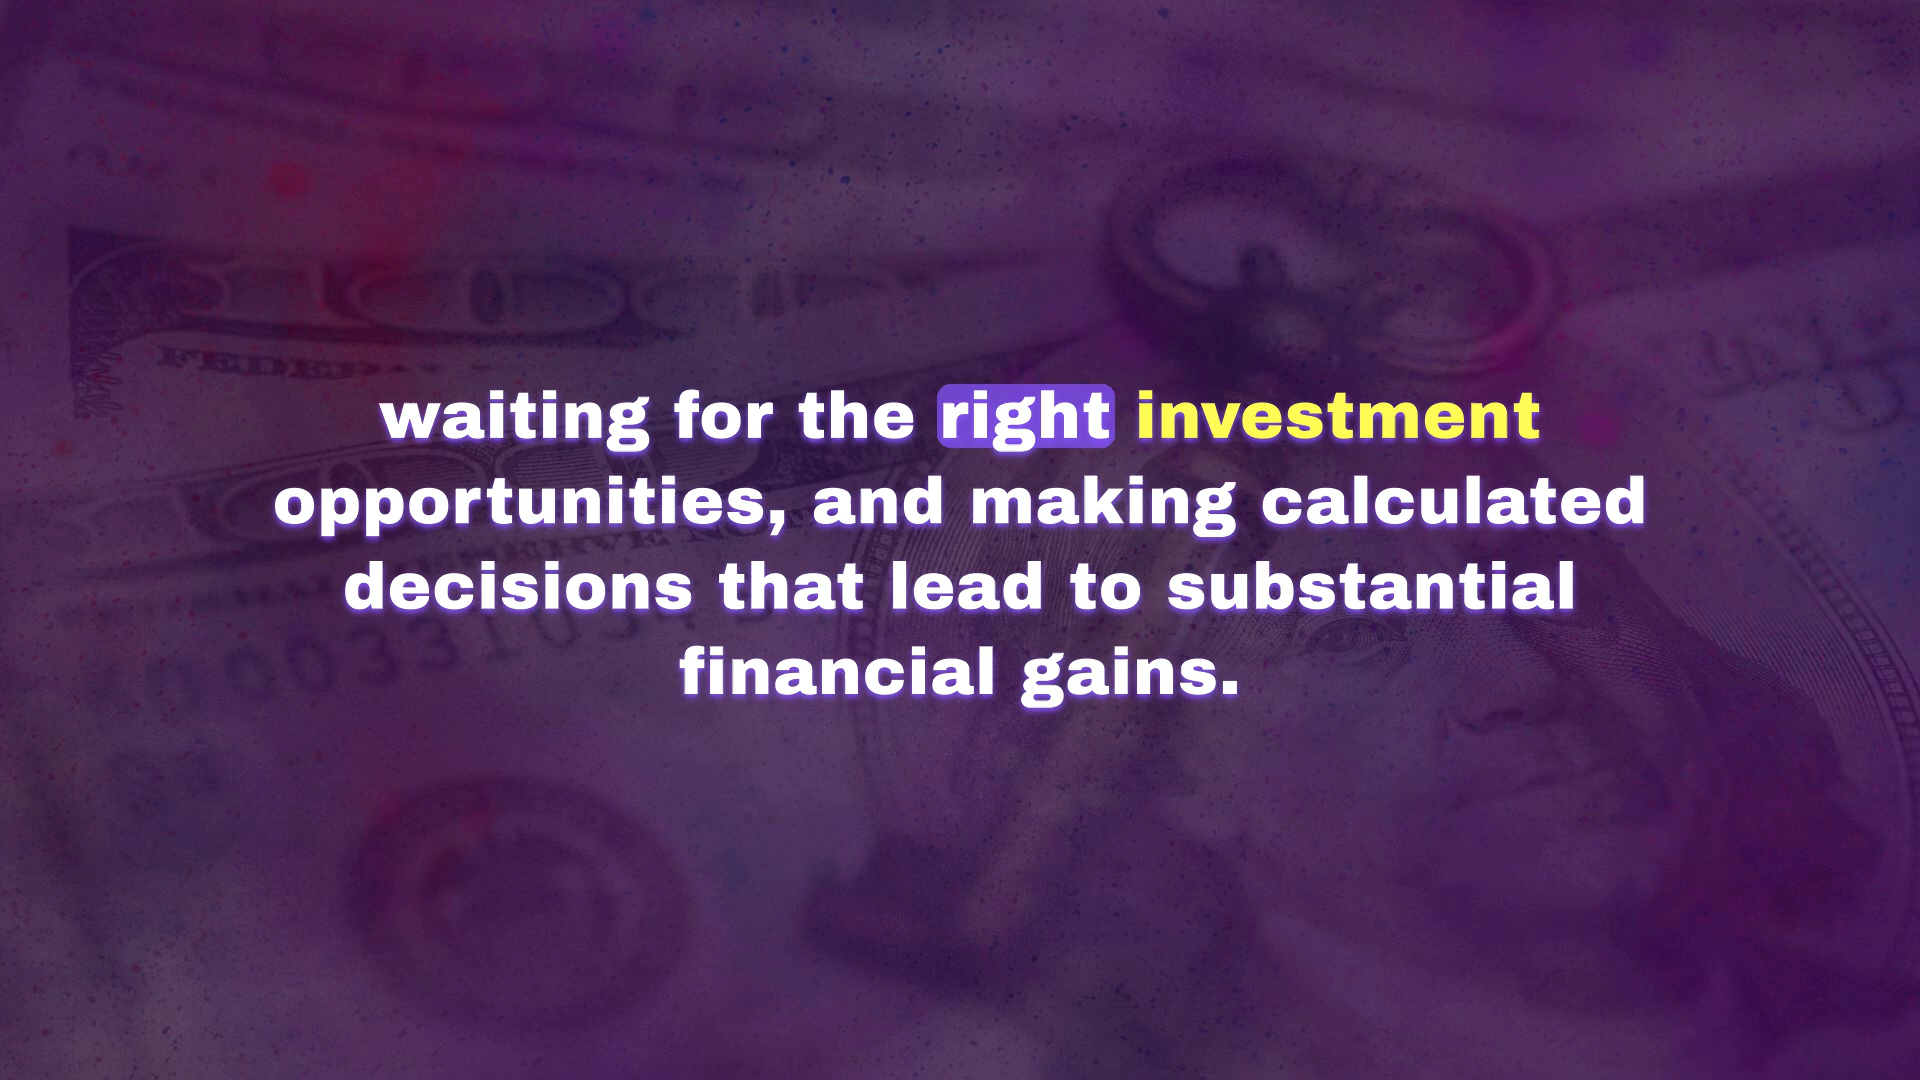 waiting for the right investment
opportunities, and making calculated
decisions that lead to substantial
financial gains.